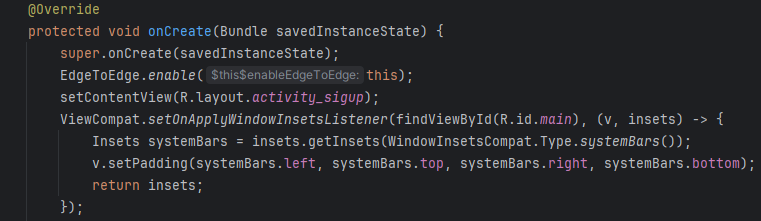 @Override
protected void onCreate(Bundle savedInstanceState) {
super.onCreate(savedInstanceState);
EdgeToEdge.enable( $this$enableEdgeToEdge: this);
setContentView(R.layout.activity_sigup);
ViewCompat.setOnApplyWindowInsetsListener(findViewById(R.id.main), (v, insets) -> {
Insets systemBars = insets.getInsets(WindowInsetsCompat.Type.systemBars());
v.setPadding(systemBars.left, systemBars.top, systemBars.right, systemBars.bottom);
return insets;
});